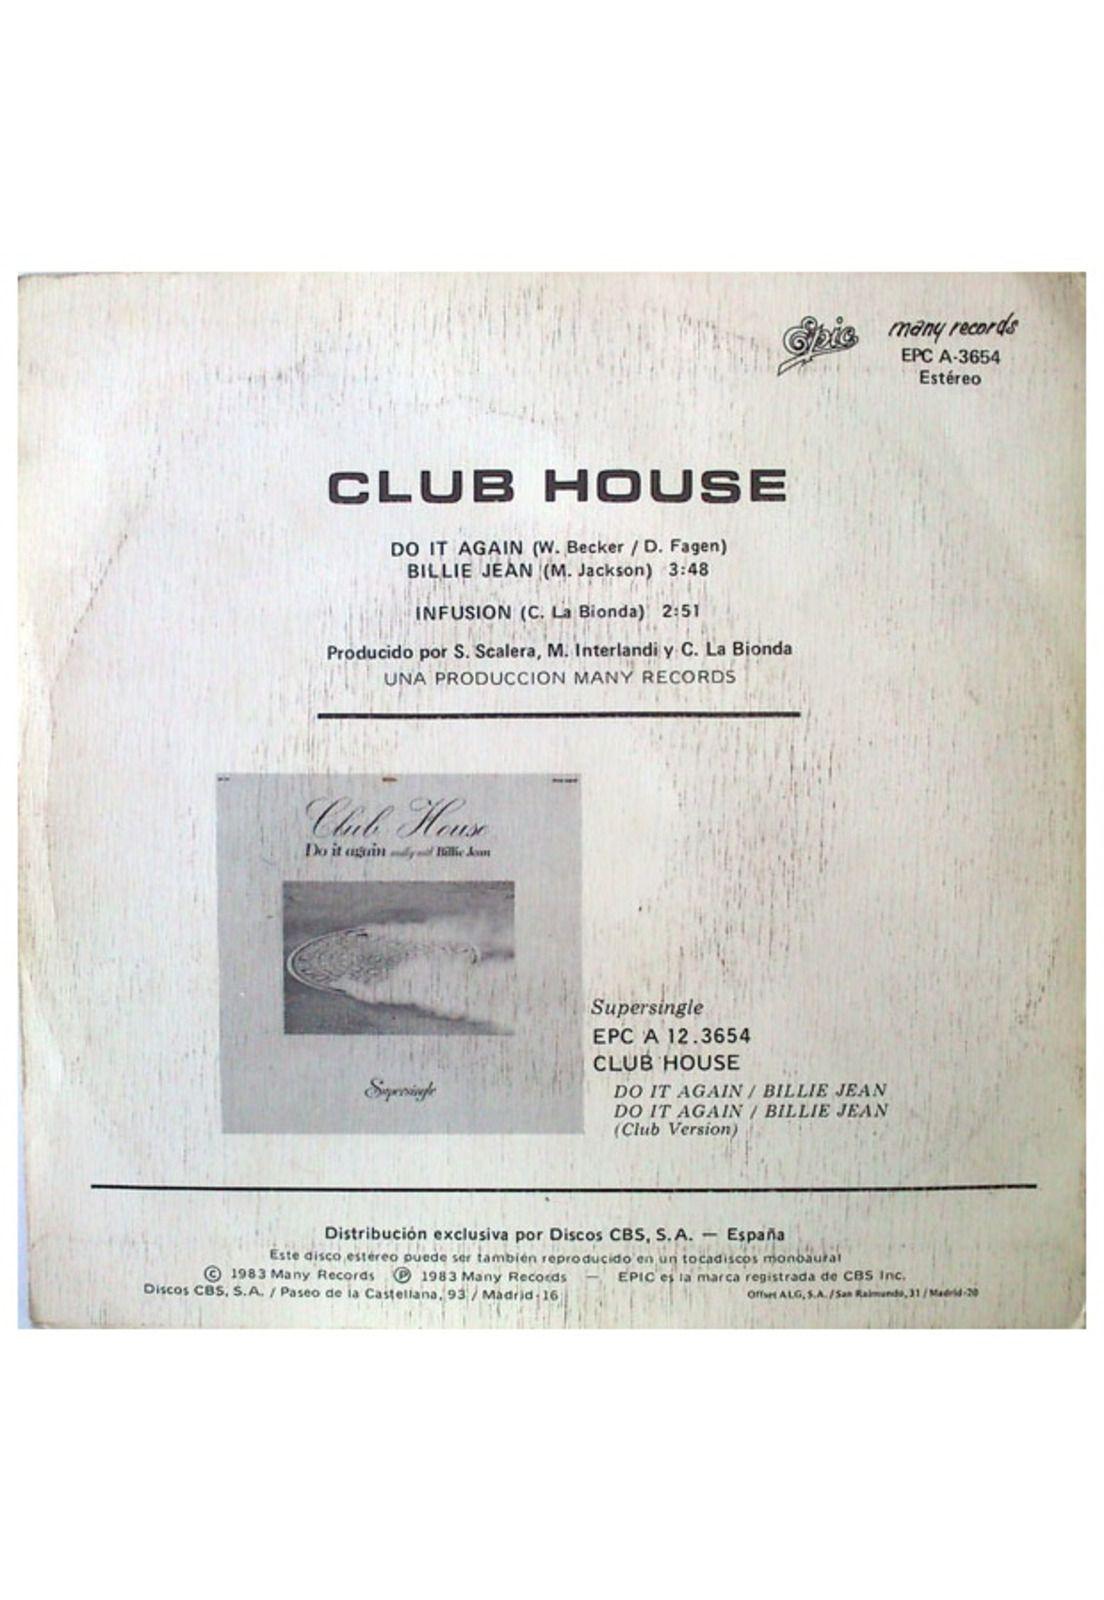 Epic
many records
EPC A-3654
Estéreo
CLUB HOUSE
DO IT AGAIN (W. Becker / D. Fagen)
BILLIE JEAN (M. Jackson) 3:48
INFUSION (C. La Bionda) 2:51
Producido por S. Scalera, M. Interlandi y C. La Bionda
UNA PRODUCCION MANY RECORDS
Club House
Do it again medley with Billie Jean
Supersingle
Supersingle
EPC A 12.3654
CLUB HOUSE
DO IT AGAIN / BILLIE JEAN
DO IT AGAIN / BILLIE JEAN
(Club Version)
Distribución exclusiva por Discos CBS, S.A. — España
Este disco estéreo puede ser también reproducido en un tocadiscos monoaural
© 1983 Many Records ℗ 1983 Many Records — EPIC es la marca registrada de CBS Inc.
Discos CBS, S.A. / Paseo de la Castellana, 93 / Madrid-16
Offset ALG, S.A. / San Raimundo, 31 / Madrid-20